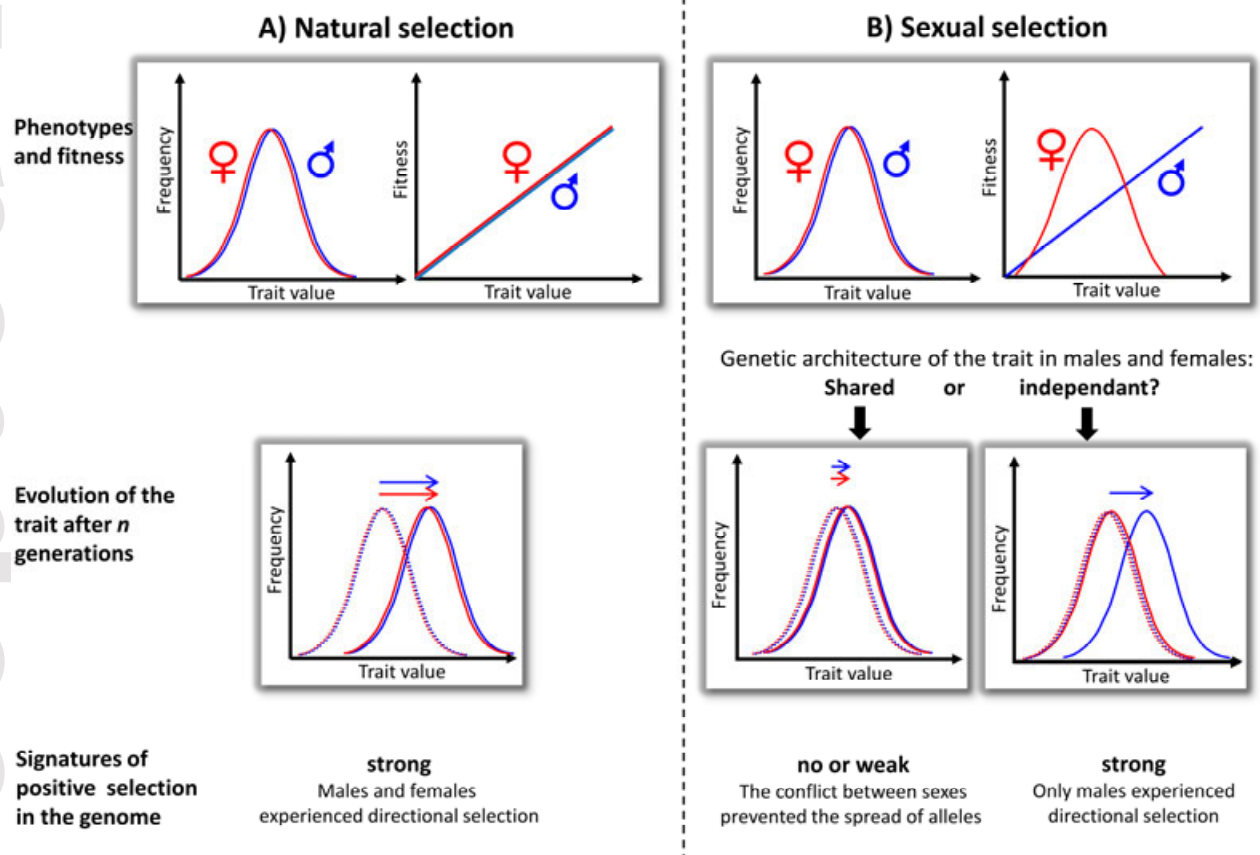 A) Natural selection
B) Sexual selection
Phenotypes
and fitness
Frequency
Trait value
Fitness
Trait value
Frequency
Trait value
Fitness
Trait value
Genetic architecture of the trait in males and females:
Shared or independant?
Evolution of the
trait after n
generations
Frequency
Trait value
Frequency
Trait value
Frequency
Trait value
Signatures of
positive selection
in the genome
strong
Males and females
experienced directional selection
no or weak
The conflict between sexes
prevented the spread of alleles
strong
Only males experienced
directional selection